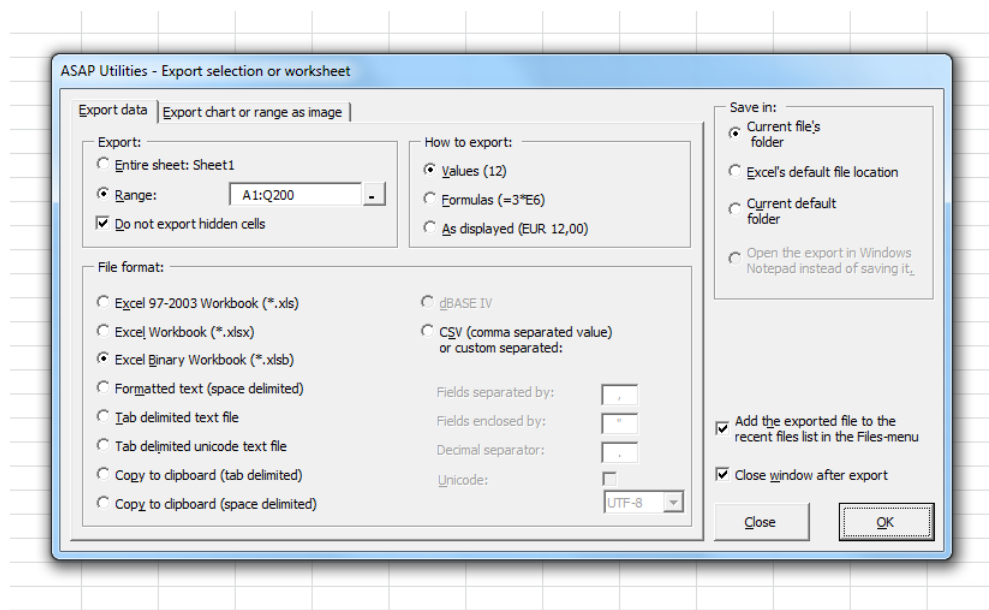 ASAP Utilities - Export selection or worksheet
Export data
Export chart or range as image
Export:
Entire sheet: Sheet1
Range:
A1:Q200
-
Do not export hidden cells
How to export:
Values (12)
Formulas (=3*E6)
As displayed (EUR 12,00)
File format:
Excel 97-2003 Workbook (*.xls)
Excel Workbook (*.xlsx)
Excel Binary Workbook (*.xlsb)
Formatted text (space delimited)
Tab delimited text file
Tab delimited unicode text file
Copy to clipboard (tab delimited)
Copy to clipboard (space delimited)
dBASE IV
CSV (comma separated value)
or custom separated:
Fields separated by:
,
Fields enclosed by:
"
Decimal separator:
.
Unicode:
UTF-8
Save in:
Current file's
folder
Excel's default file location
Current default
folder
Open the export in Windows
Notepad instead of saving it.
Add the exported file to the
recent files list in the Files-menu
Close window after export
Close
OK